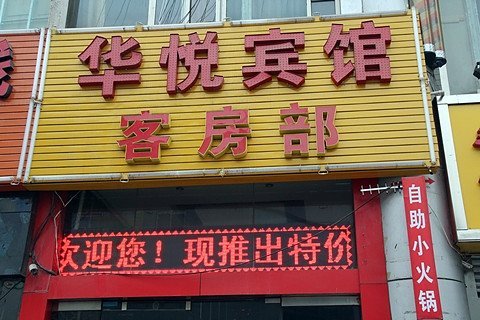 华悦宾馆
客房部
欢迎您！现推出特价
自助小火锅